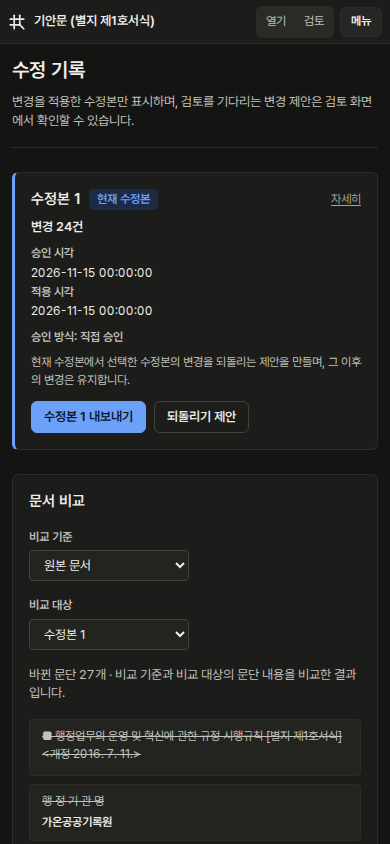 기안문 (별지 제1호서식)
열기 검토 메뉴
수정 기록
변경을 적용한 수정본만 표시하며, 검토를 기다리는 변경 제안은 검토 화면
에서 확인할 수 있습니다.
수정본 1 현재 수정본 자세히
변경 24건
승인 시각
2026-11-15 00:00:00
적용 시각
2026-11-15 00:00:00
승인 방식: 직접 승인
현재 수정본에서 선택한 수정본의 변경을 되돌리는 제안을 만들며, 그 이후
의 변경은 유지합니다.
수정본 1 내보내기 되돌리기 제안
문서 비교
비교 기준
원본 문서
비교 대상
수정본 1
바뀐 문단 27개 · 비교 기준과 비교 대상의 문단 내용을 비교한 결과
입니다.
■ 행정업무의 운영 및 혁신에 관한 규정 시행규칙 [별지 제1호서식]
<개정 2016. 7. 11.>
행 정 기 관 명
가온공공기록원